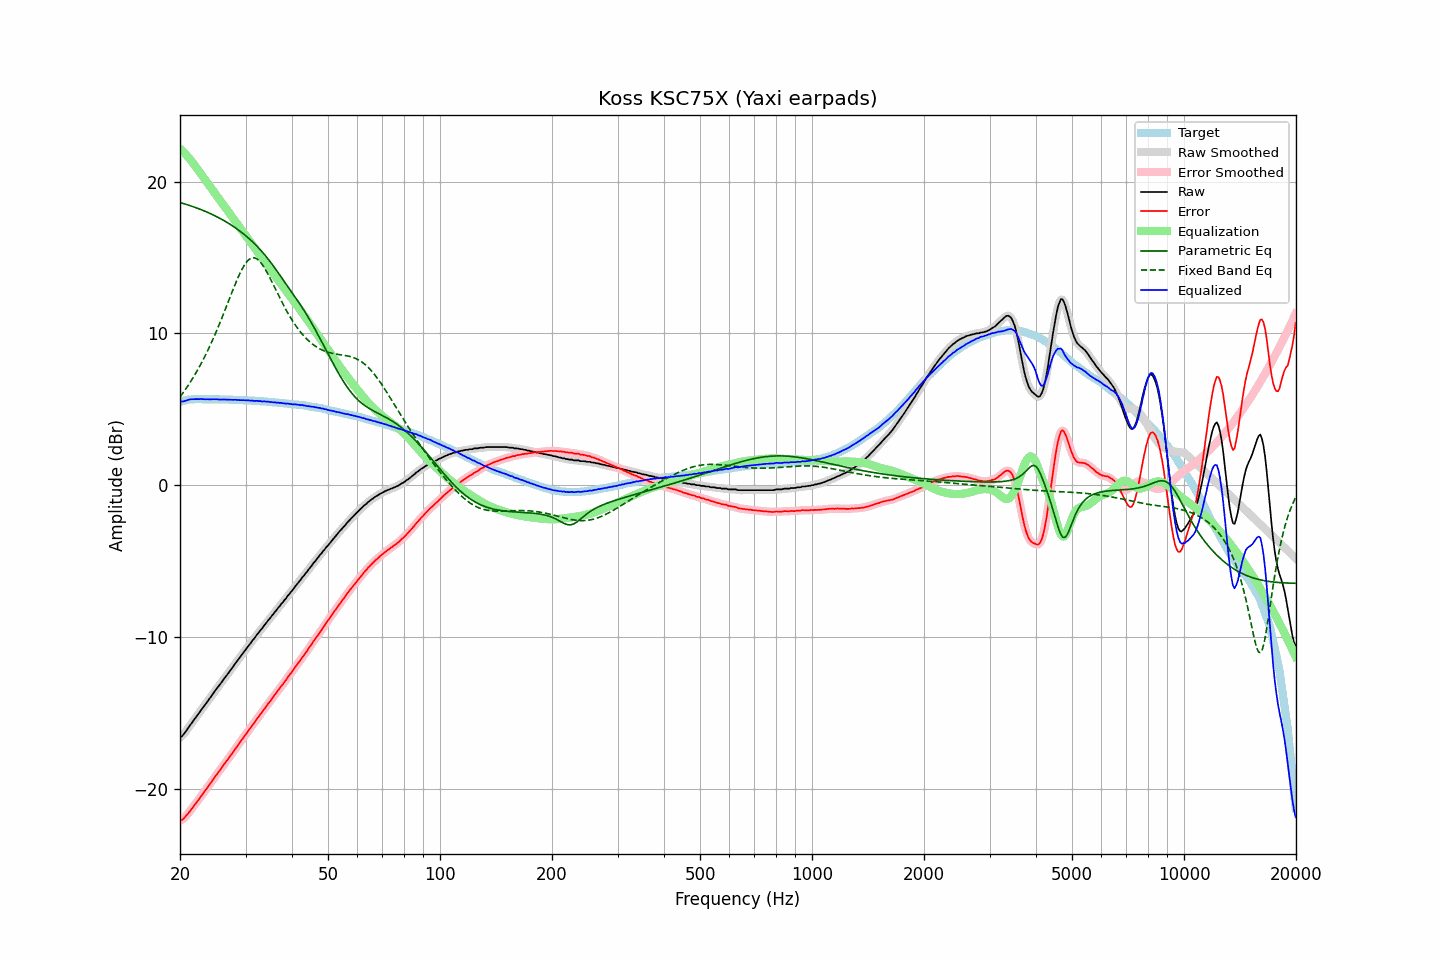 Koss KSC75X (Yaxi earpads)
Target
Raw Smoothed
Error Smoothed
Raw
Error
Equalization
Parametric Eq
Fixed Band Eq
Equalized
Amplitude (dBr)
20
10
0
−10
−20
20 50 100 200 500 1000 2000 5000 10000 20000
Frequency (Hz)